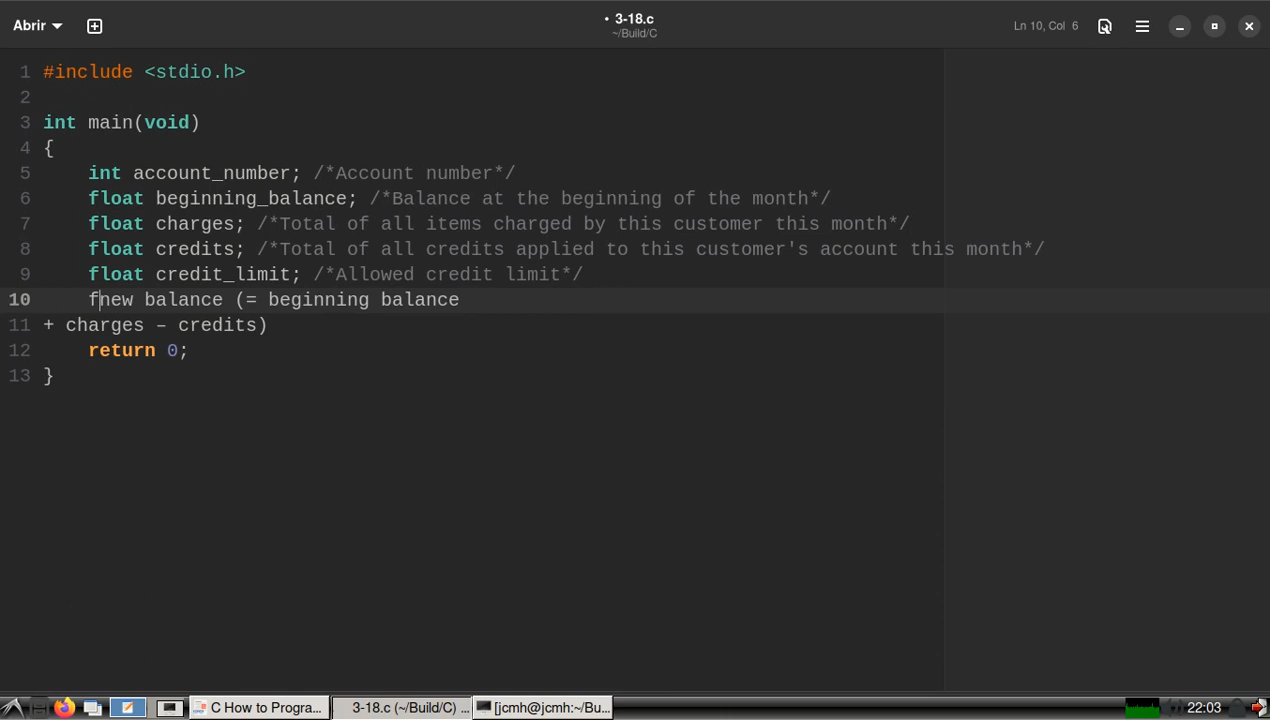 Abrir
• 3-18.c
~/Build/C
Ln 10, Col 6
1 #include <stdio.h>
2
3 int main(void)
4 {
5 int account_number; /*Account number*/
6 float beginning_balance; /*Balance at the beginning of the month*/
7 float charges; /*Total of all items charged by this customer this month*/
8 float credits; /*Total of all credits applied to this customer's account this month*/
9 float credit_limit; /*Allowed credit limit*/
10 fnew balance (= beginning balance
11 + charges – credits)
12 return 0;
13 }
C How to Progra...
3-18.c (~/Build/C) ...
[jcmh@jcmh:~/Bu...
22:03